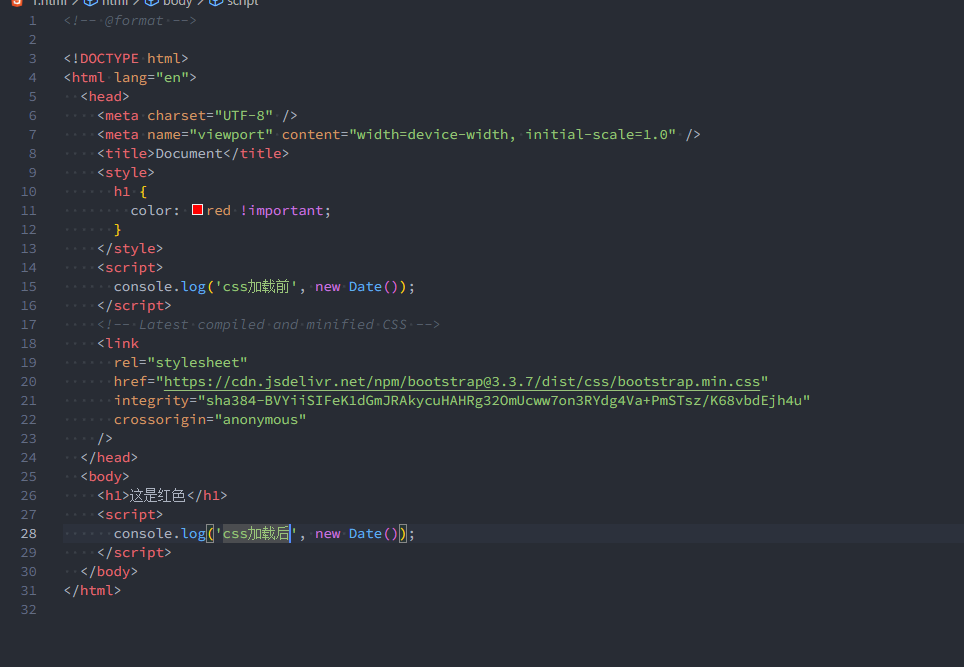 1.html > html > body > script
1 <!-- @format -->
2
3 <!DOCTYPE html>
4 <html lang="en">
5 <head>
6 <meta charset="UTF-8" />
7 <meta name="viewport" content="width=device-width, initial-scale=1.0" />
8 <title>Document</title>
9 <style>
10 h1 {
11 color: red !important;
12 }
13 </style>
14 <script>
15 console.log('css加载前', new Date());
16 </script>
17 <!-- Latest compiled and minified CSS -->
18 <link
19 rel="stylesheet"
20 href="https://cdn.jsdelivr.net/npm/bootstrap@3.3.7/dist/css/bootstrap.min.css"
21 integrity="sha384-BVYiiSIFeK1dGmJRAkycuHAHRg32OmUcww7on3RYdg4Va+PmSTsz/K68vbdEjh4u"
22 crossorigin="anonymous"
23 />
24 </head>
25 <body>
26 <h1>这是红色</h1>
27 <script>
28 console.log('css加载后', new Date());
29 </script>
30 </body>
31 </html>
32